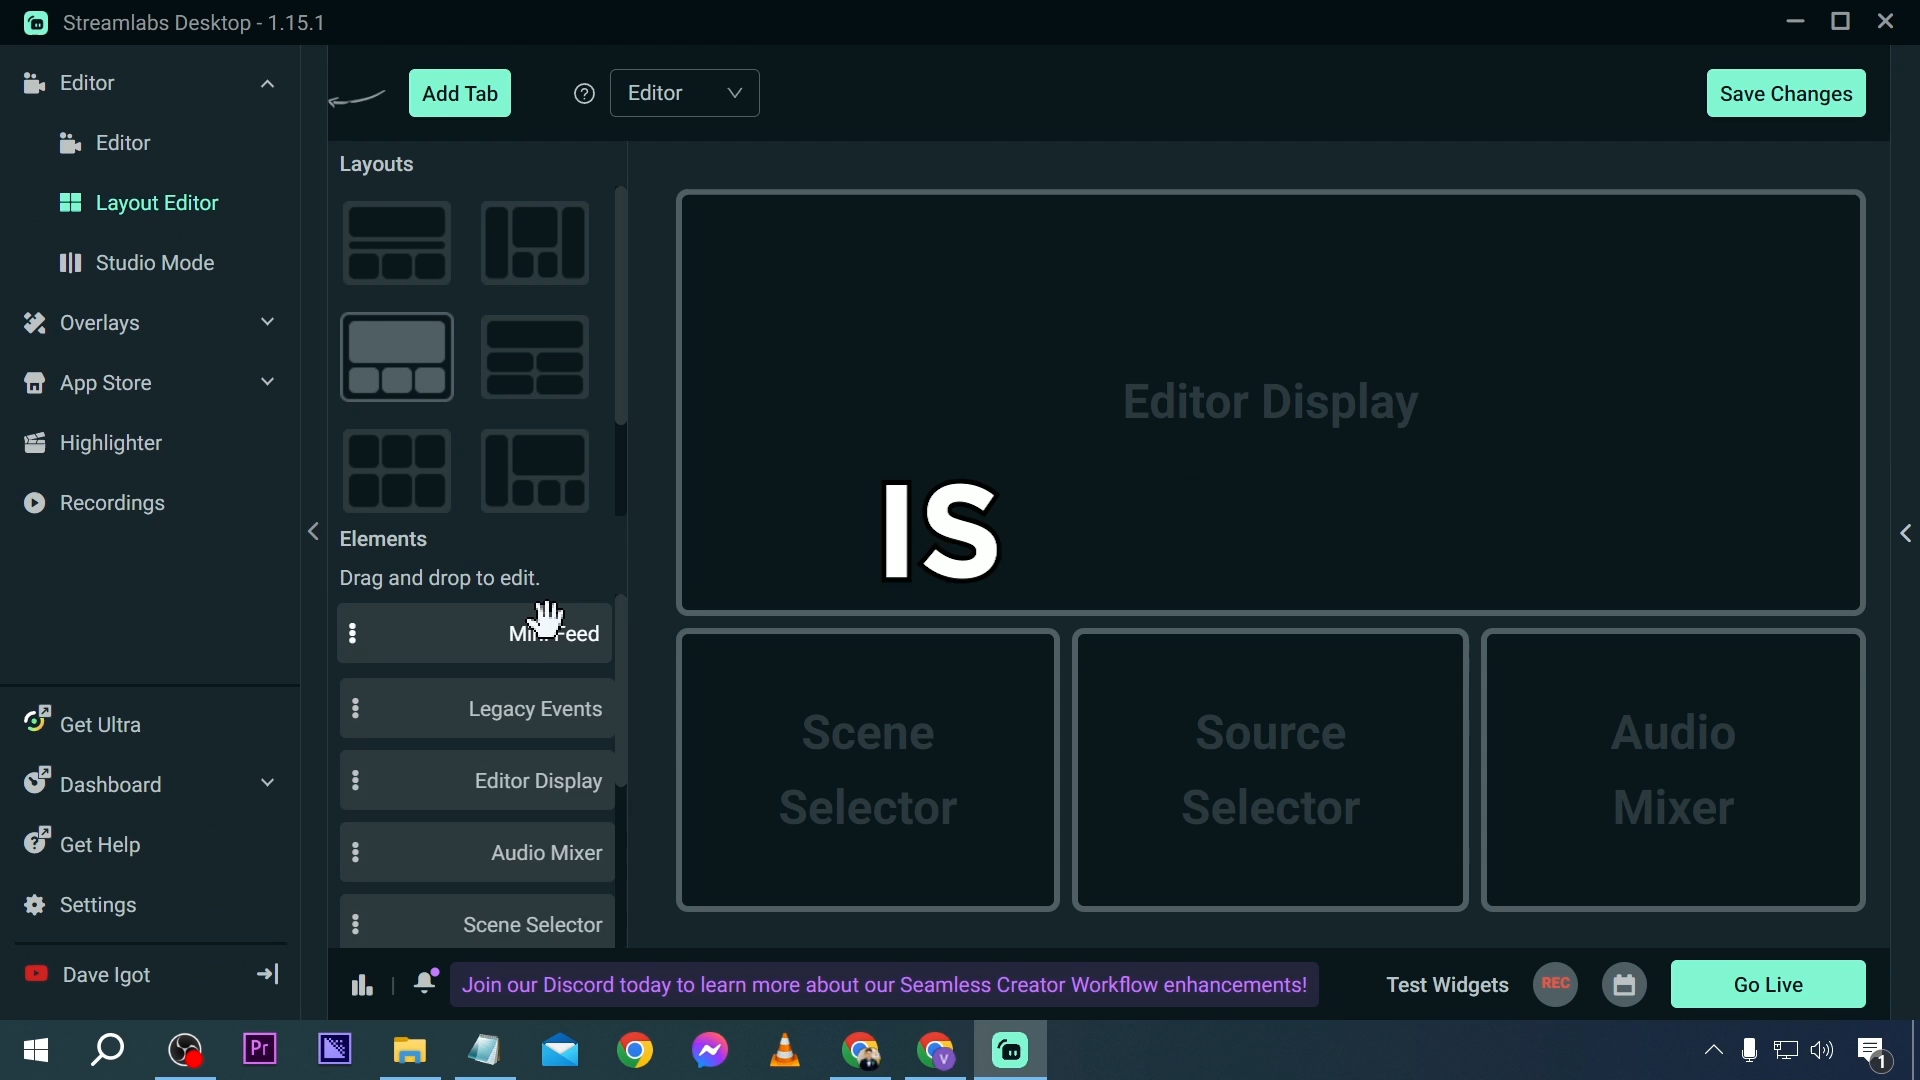 Streamlabs Desktop - 1.15.1
Editor
Editor
Layout Editor
Studio Mode
Overlays
App Store
Highlighter
Recordings
Get Ultra
Dashboard
Get Help
Settings
Dave Igot
Add Tab
Editor
Save Changes
Layouts
Elements
Drag and drop to edit.
Mini Feed
Legacy Events
Editor Display
Audio Mixer
Scene Selector
Editor Display
IS
Scene
Selector
Source
Selector
Audio
Mixer
Join our Discord today to learn more about our Seamless Creator Workflow enhancements!
Test Widgets
REC
Go Live
Pr
V
1